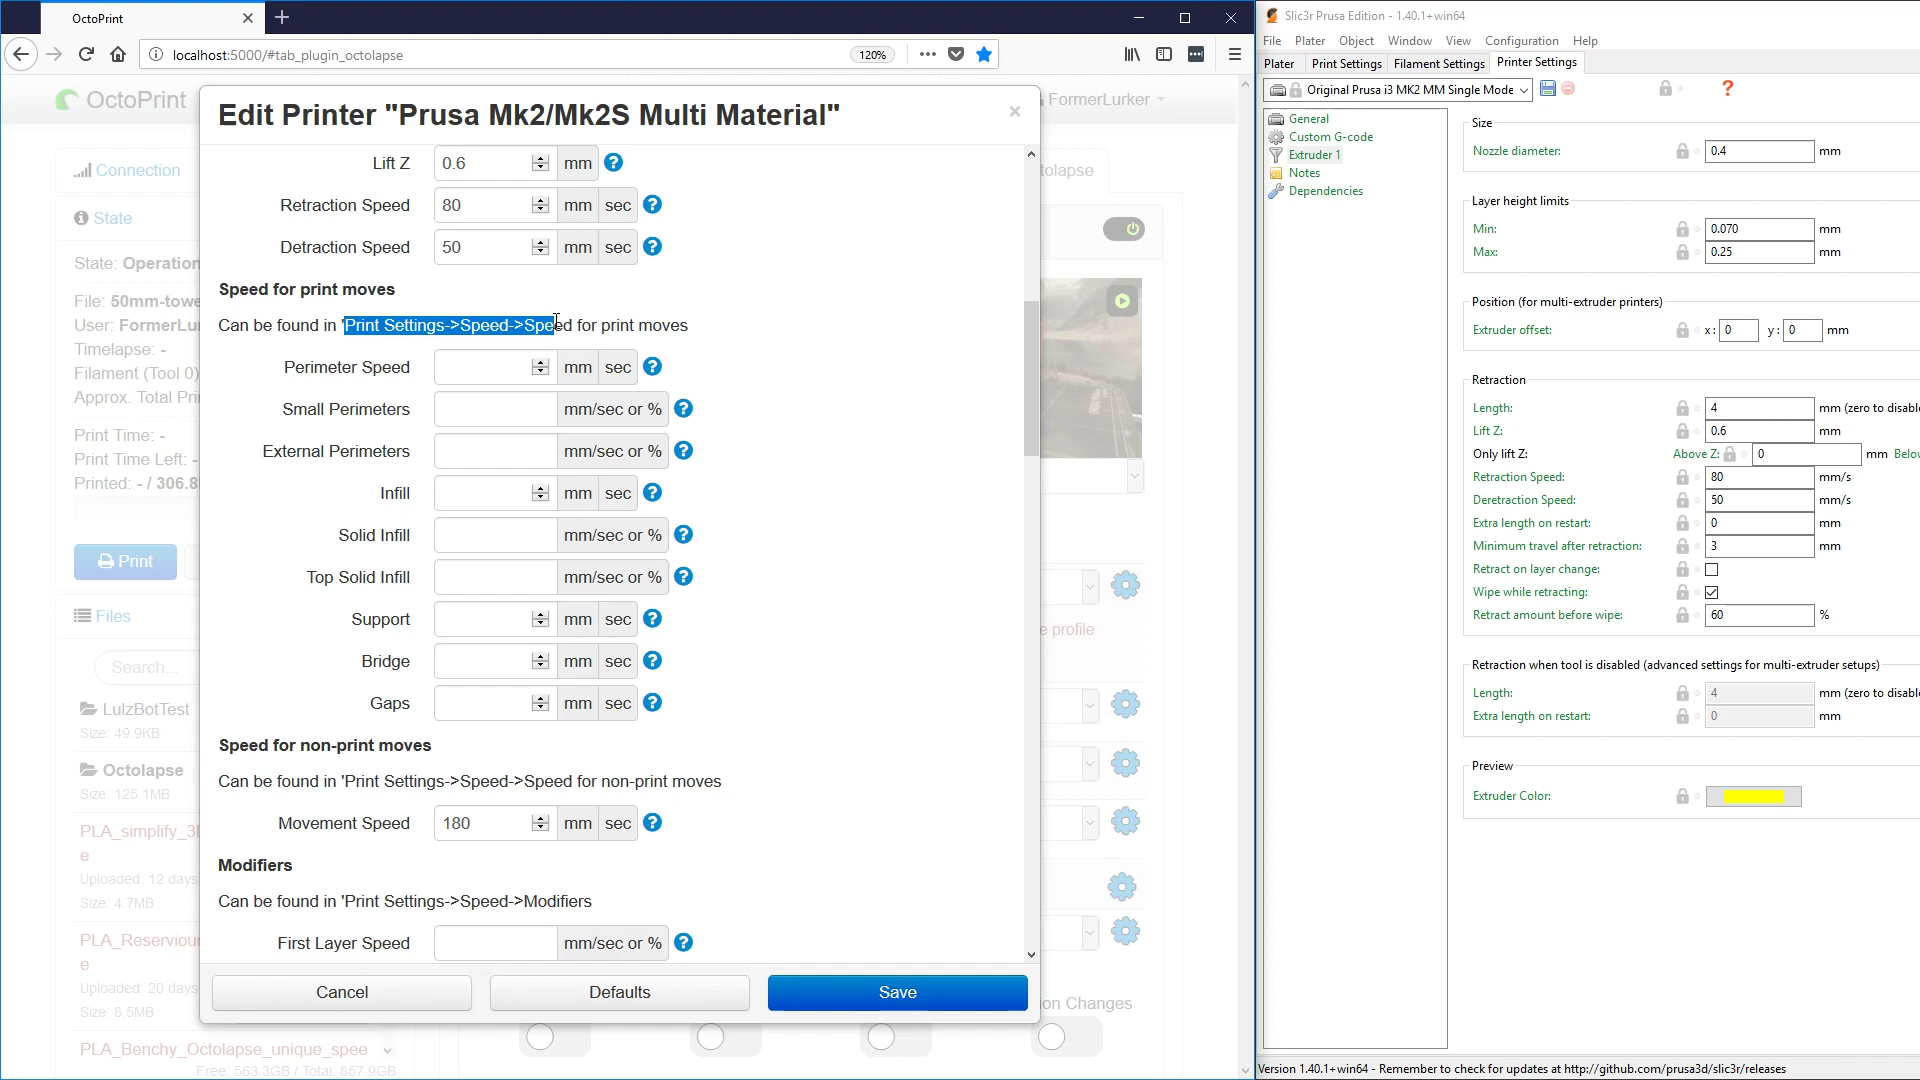 OctoPrint
localhost:5000/#tab_plugin_octolapse
120%
OctoPrint
FormerLurker
Connection
State
State: Operation
File: 50mm-towe
User: FormerLu
Timelapse: -
Filament (Tool 0)
Approx. Total Pri
Print Time: -
Print Time Left: -
Printed: - / 306.8
Print
Files
Search...
LulzBotTest
Size: 49.9KB
Octolapse
Size: 125.1MB
PLA_simplify_3
e
Uploaded: 12 days
Size: 4.7MB
PLA_Reserviou
e
Uploaded: 20 days
Size: 8.5MB
PLA_Benchy_Octolapse_unique_spee
Free: 563.3GB / Total: 857.9GB
tolapse
e profile
ion Changes
Edit Printer "Prusa Mk2/Mk2S Multi Material"
×
Lift Z 0.6 mm
Retraction Speed 80 mm sec
Detraction Speed 50 mm sec
Speed for print moves
Can be found in 'Print Settings->Speed->Speed for print moves
Perimeter Speed mm sec
Small Perimeters mm/sec or %
External Perimeters mm/sec or %
Infill mm sec
Solid Infill mm/sec or %
Top Solid Infill mm/sec or %
Support mm sec
Bridge mm sec
Gaps mm sec
Speed for non-print moves
Can be found in 'Print Settings->Speed->Speed for non-print moves
Movement Speed 180 mm sec
Modifiers
Can be found in 'Print Settings->Speed->Modifiers
First Layer Speed mm/sec or %
Cancel Defaults Save
Slic3r Prusa Edition - 1.40.1+win64
File Plater Object Window View Configuration Help
Plater Print Settings Filament Settings Printer Settings
Original Prusa i3 MK2 MM Single Mode
General
Custom G-code
Extruder 1
Notes
Dependencies
Size
Nozzle diameter: 0.4 mm
Layer height limits
Min: 0.070 mm
Max: 0.25 mm
Position (for multi-extruder printers)
Extruder offset: x: 0 y: 0 mm
Retraction
Length: 4 mm (zero to disabl
Lift Z: 0.6 mm
Only lift Z: Above Z: 0 mm Belov
Retraction Speed: 80 mm/s
Deretraction Speed: 50 mm/s
Extra length on restart: 0 mm
Minimum travel after retraction: 3 mm
Retract on layer change:
Wipe while retracting:
Retract amount before wipe: 60 %
Retraction when tool is disabled (advanced settings for multi-extruder setups)
Length: 4 mm (zero to disabl
Extra length on restart: 0 mm
Preview
Extruder Color:
Version 1.40.1+win64 - Remember to check for updates at http://github.com/prusa3d/slic3r/releases